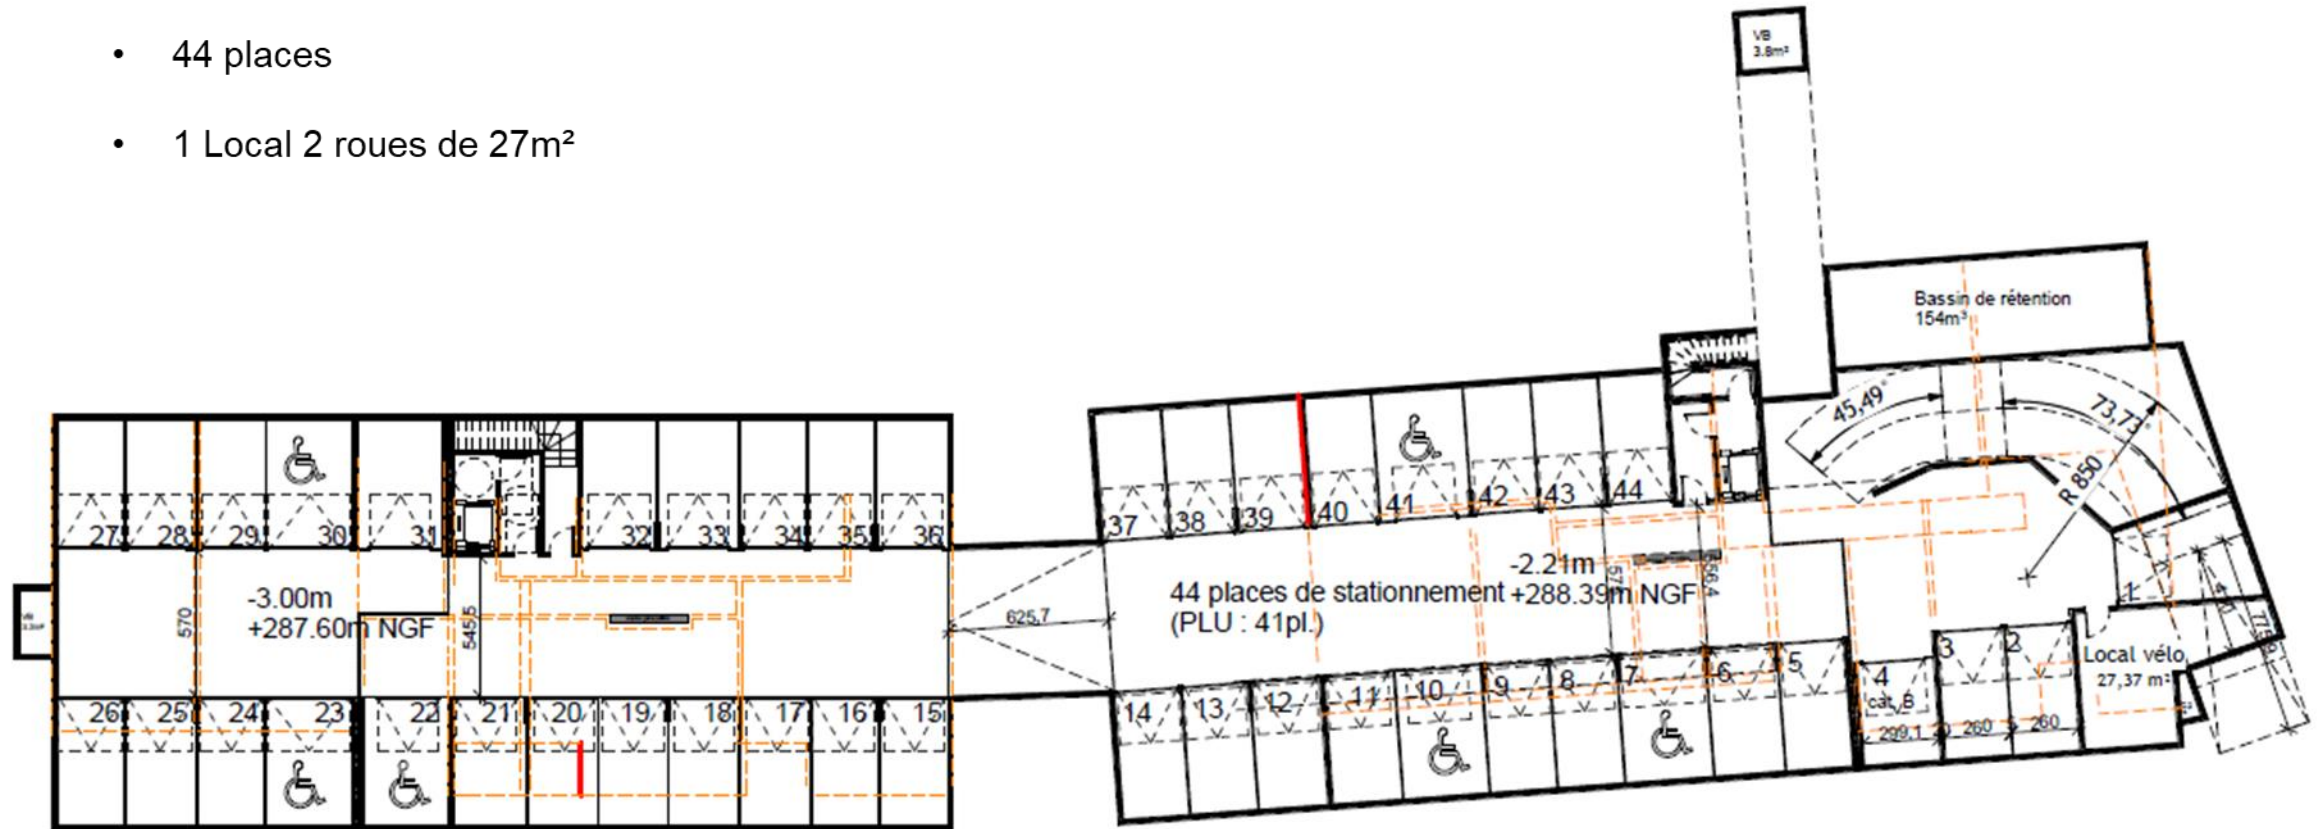 • 44 places
• 1 Local 2 roues de 27m²
VB
3.8m²
Bassin de rétention
154m³
45,49°
73,73°
R 850
27 28 29 30 31 32 33 34 35 36
37 38 39 40 41 42 43 44
-3.00m
+287.60m NGF
570
545,5
625,7
44 places de stationnement
(PLU : 41pl.)
-2.21m
+288.39m NGF
1
26 25 24 23 22 21 20 19 18 17 16 15
14 13 12 11 10 9 8 7 6 5
4
cat. B
3 2
299,1 260 260
Local vélo
27,37 m²